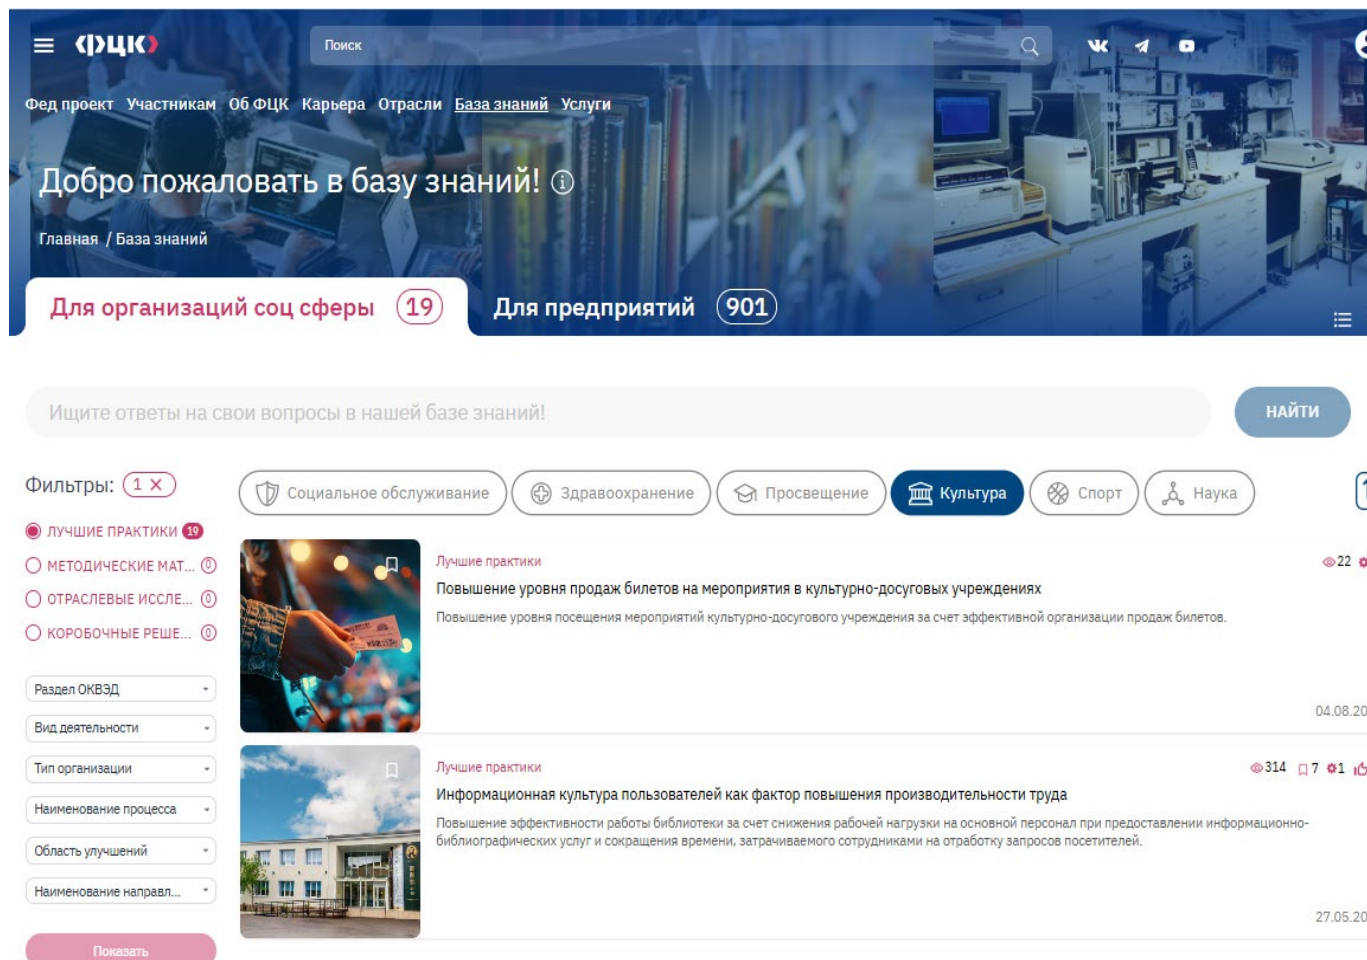 ФЦК
Поиск
Фед проект Участникам Об ФЦК Карьера Отрасли База знаний Услуги
Добро пожаловать в базу знаний!
Главная / База знаний
Для организаций соц сферы 19
Для предприятий 901
Ищите ответы на свои вопросы в нашей базе знаний!
НАЙТИ
Фильтры: 1 ×
Социальное обслуживание
Здравоохранение
Просвещение
Культура
Спорт
Наука
ЛУЧШИЕ ПРАКТИКИ 19
МЕТОДИЧЕСКИЕ МАТ... 0
ОТРАСЛЕВЫЕ ИССЛЕ... 0
КОРОБОЧНЫЕ РЕШЕ... 0
Раздел ОКВЭД
Вид деятельности
Тип организации
Наименование процесса
Область улучшений
Наименование направл...
Показать
Лучшие практики
22
Повышение уровня продаж билетов на мероприятия в культурно-досуговых учреждениях
Повышение уровня посещения мероприятий культурно-досугового учреждения за счет эффективной организации продаж билетов.
04.08.20
Лучшие практики
314 7 1
Информационная культура пользователей как фактор повышения производительности труда
Повышение эффективности работы библиотеки за счет снижения рабочей нагрузки на основной персонал при предоставлении информационно-
библиографических услуг и сокращения времени, затрачиваемого сотрудниками на отработку запросов посетителей.
27.05.20